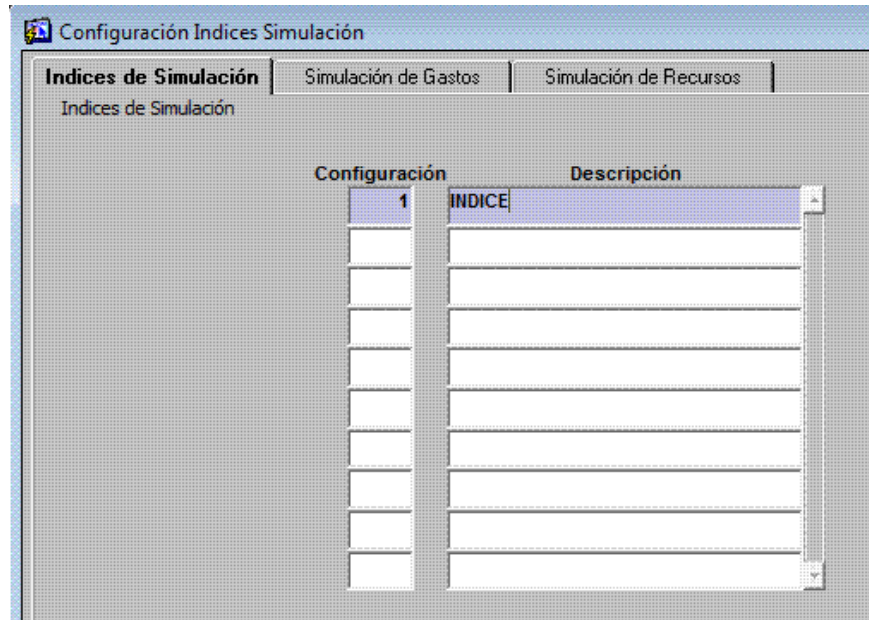 Configuración Indices Simulación
Indices de Simulación Simulación de Gastos Simulación de Recursos
Indices de Simulación
Configuración Descripción
1 INDICE